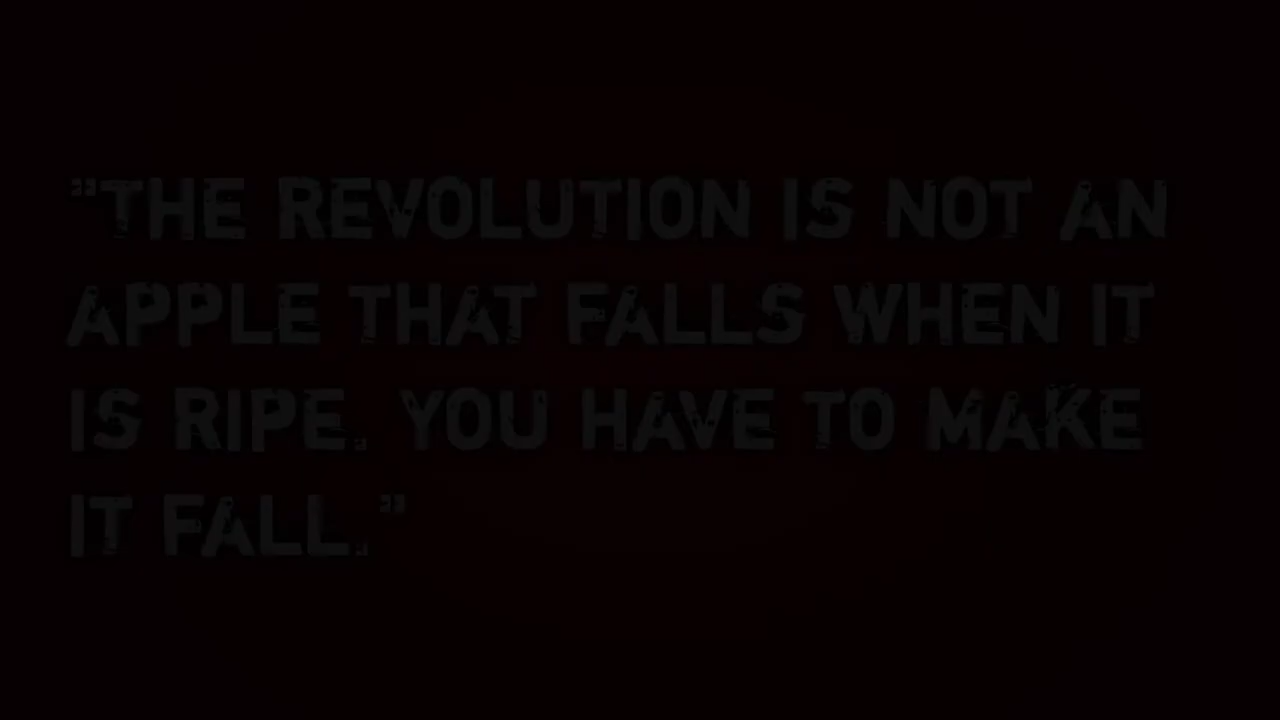 "THE REVOLUTION IS NOT AN
APPLE THAT FALLS WHEN IT
IS RIPE. YOU HAVE TO MAKE
IT FALL."